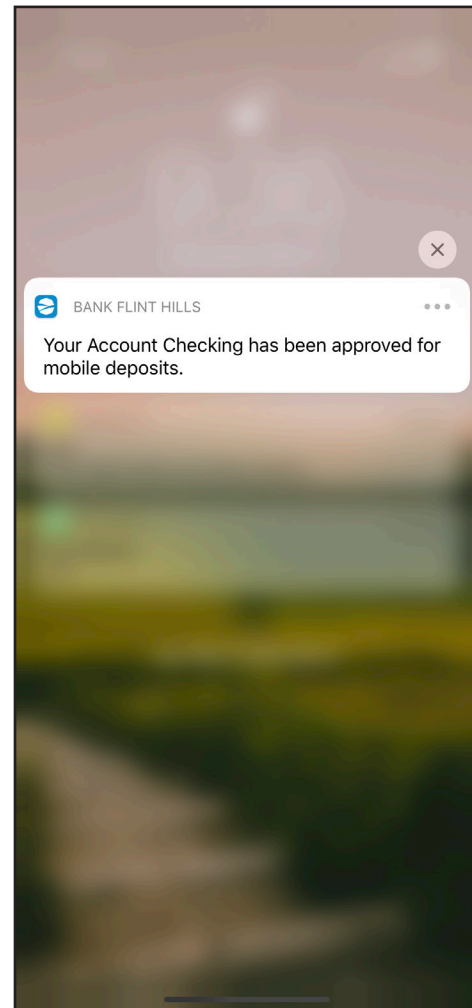 BANK FLINT HILLS
Your Account Checking has been approved for
mobile deposits.